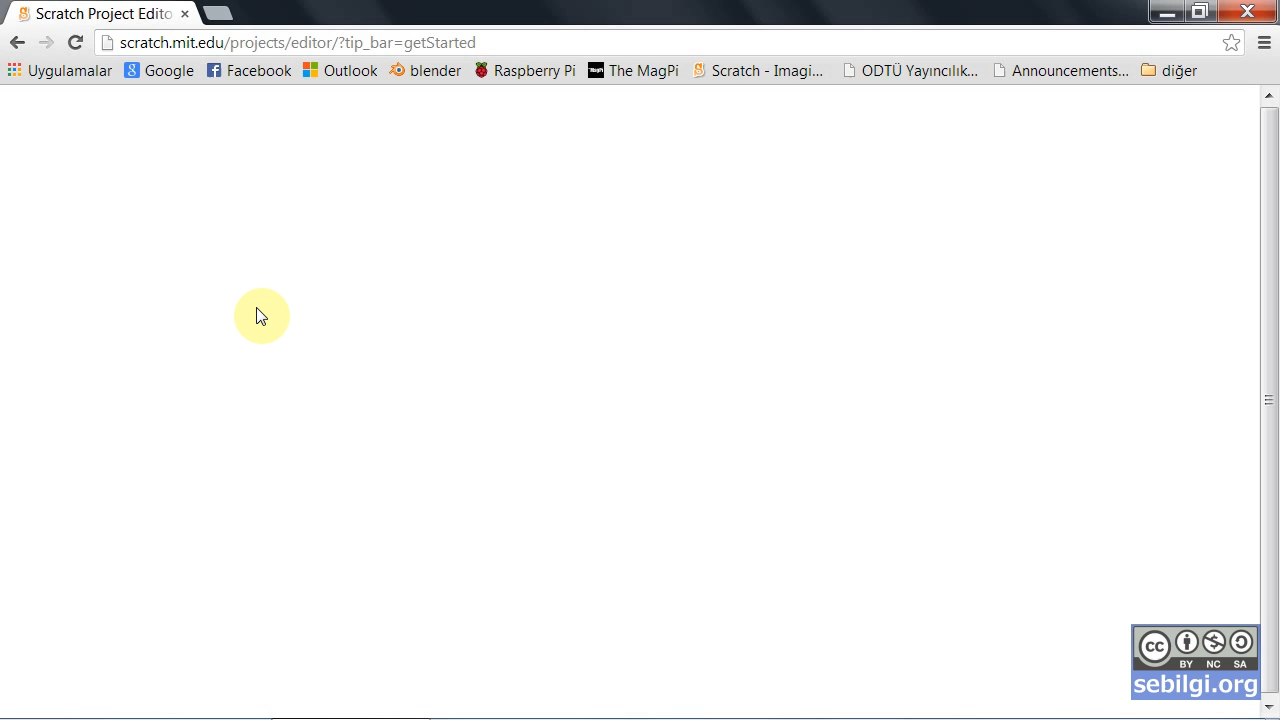 Scratch Project Edito
scratch.mit.edu/projects/editor/?tip_bar=getStarted
Uygulamalar Google Facebook Outlook blender Raspberry Pi The MagPi Scratch - Imagi... ODTÜ Yayıncılık... Announcements... diğer
cc BY NC SA
sebilgi.org